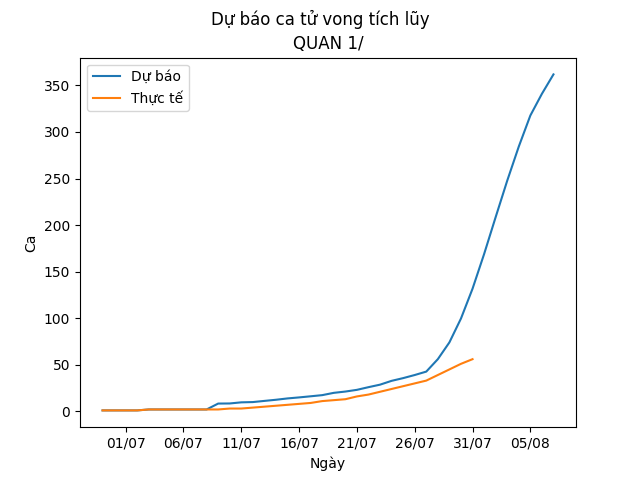 Dự báo ca tử vong tích lũy
QUAN 1/
Dự báo
Thực tế
Ca
350
300
250
200
150
100
50
0
01/07 06/07 11/07 16/07 21/07 26/07 31/07 05/08
Ngày